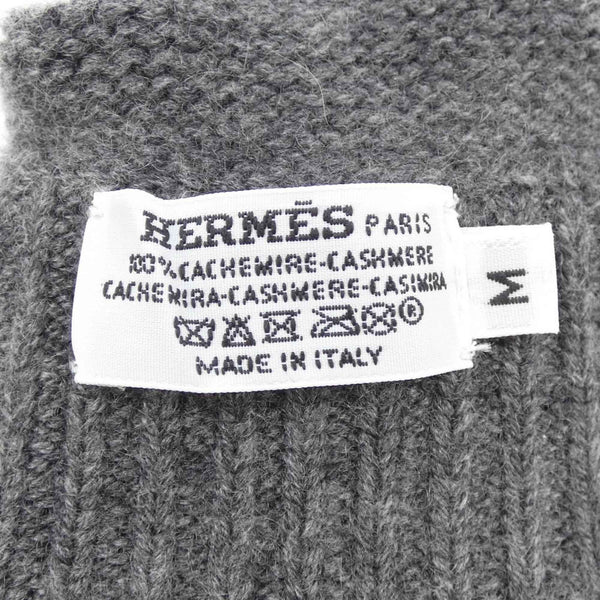 HERMÈS PARIS
100% CACHEMIRE-CASHMERE
CACHEMIRA-CASHMERE-CASIMIRA
®
MADE IN ITALY
M